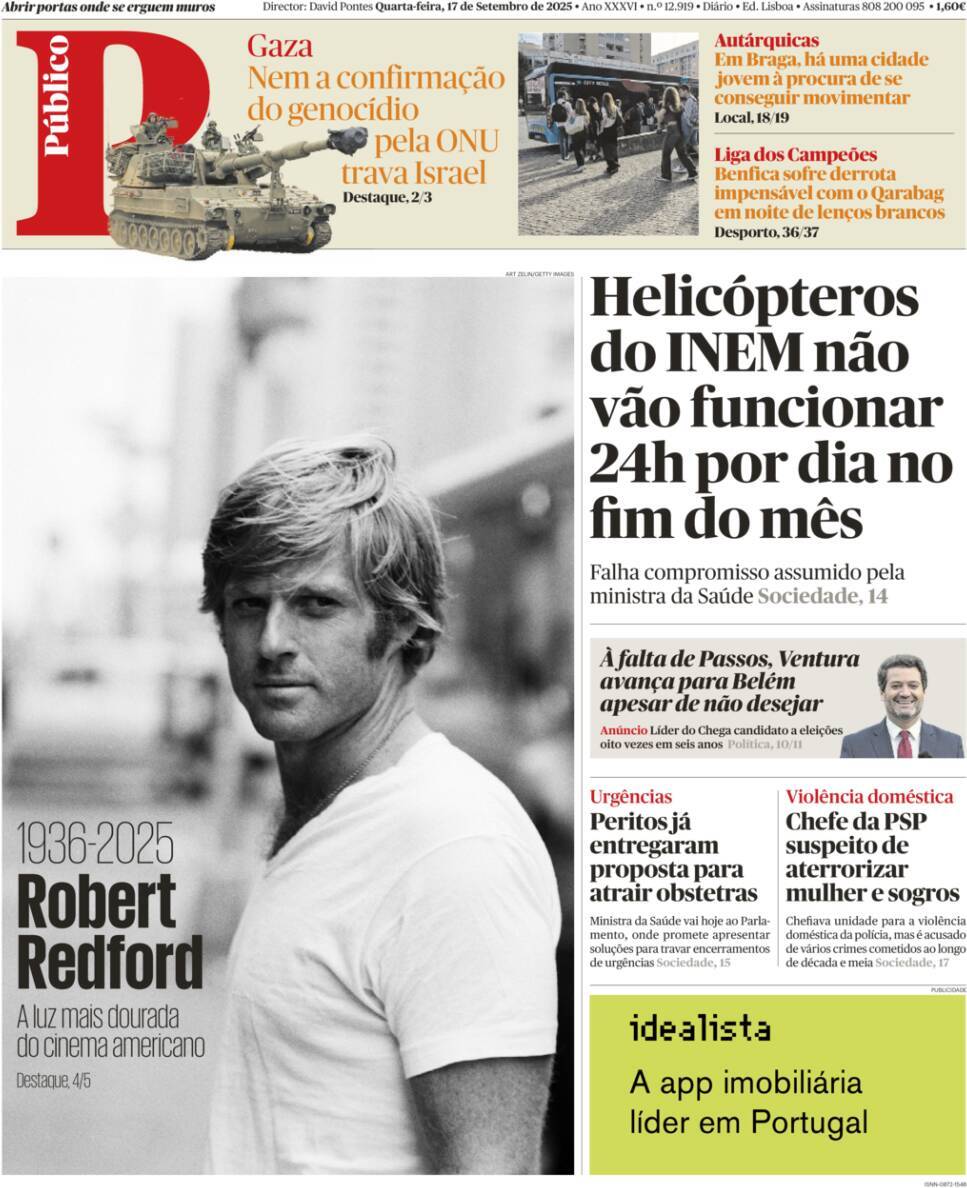 Abrir portas onde se erguem muros
Director: David Pontes Quarta-feira, 17 de Setembro de 2025 • Ano XXXVI • n.º 12.919 • Diário • Ed. Lisboa • Assinaturas 808 200 095 • 1,60€
Público
P
Gaza
Nem a confirmação
do genocídio
pela ONU
trava Israel
Destaque, 2/3
Autárquicas
Em Braga, há uma cidade
jovem à procura de se
conseguir movimentar
Local, 18/19
Liga dos Campeões
Benfica sofre derrota
impensável com o Qarabag
em noite de lenços brancos
Desporto, 36/37
ART ZELIN/GETTY IMAGES
1936-2025
Robert
Redford
A luz mais dourada
do cinema americano
Destaque, 4/5
Helicópteros
do INEM não
vão funcionar
24h por dia no
fim do mês
Falha compromisso assumido pela
ministra da Saúde Sociedade, 14
À falta de Passos, Ventura
avança para Belém
apesar de não desejar
Anúncio Líder do Chega candidato a eleições
oito vezes em seis anos Política, 10/11
Urgências
Peritos já
entregaram
proposta para
atrair obstetras
Ministra da Saúde vai hoje ao Parla-
mento, onde promete apresentar
soluções para travar encerramentos
de urgências Sociedade, 15
Violência doméstica
Chefe da PSP
suspeito de
aterrorizar
mulher e sogros
Chefiava unidade para a violência
doméstica da polícia, mas é acusado
de vários crimes cometidos ao longo
de década e meia Sociedade, 17
PUBLICIDADE
idealista
A app imobiliária
líder em Portugal
ISNN-0872-1548